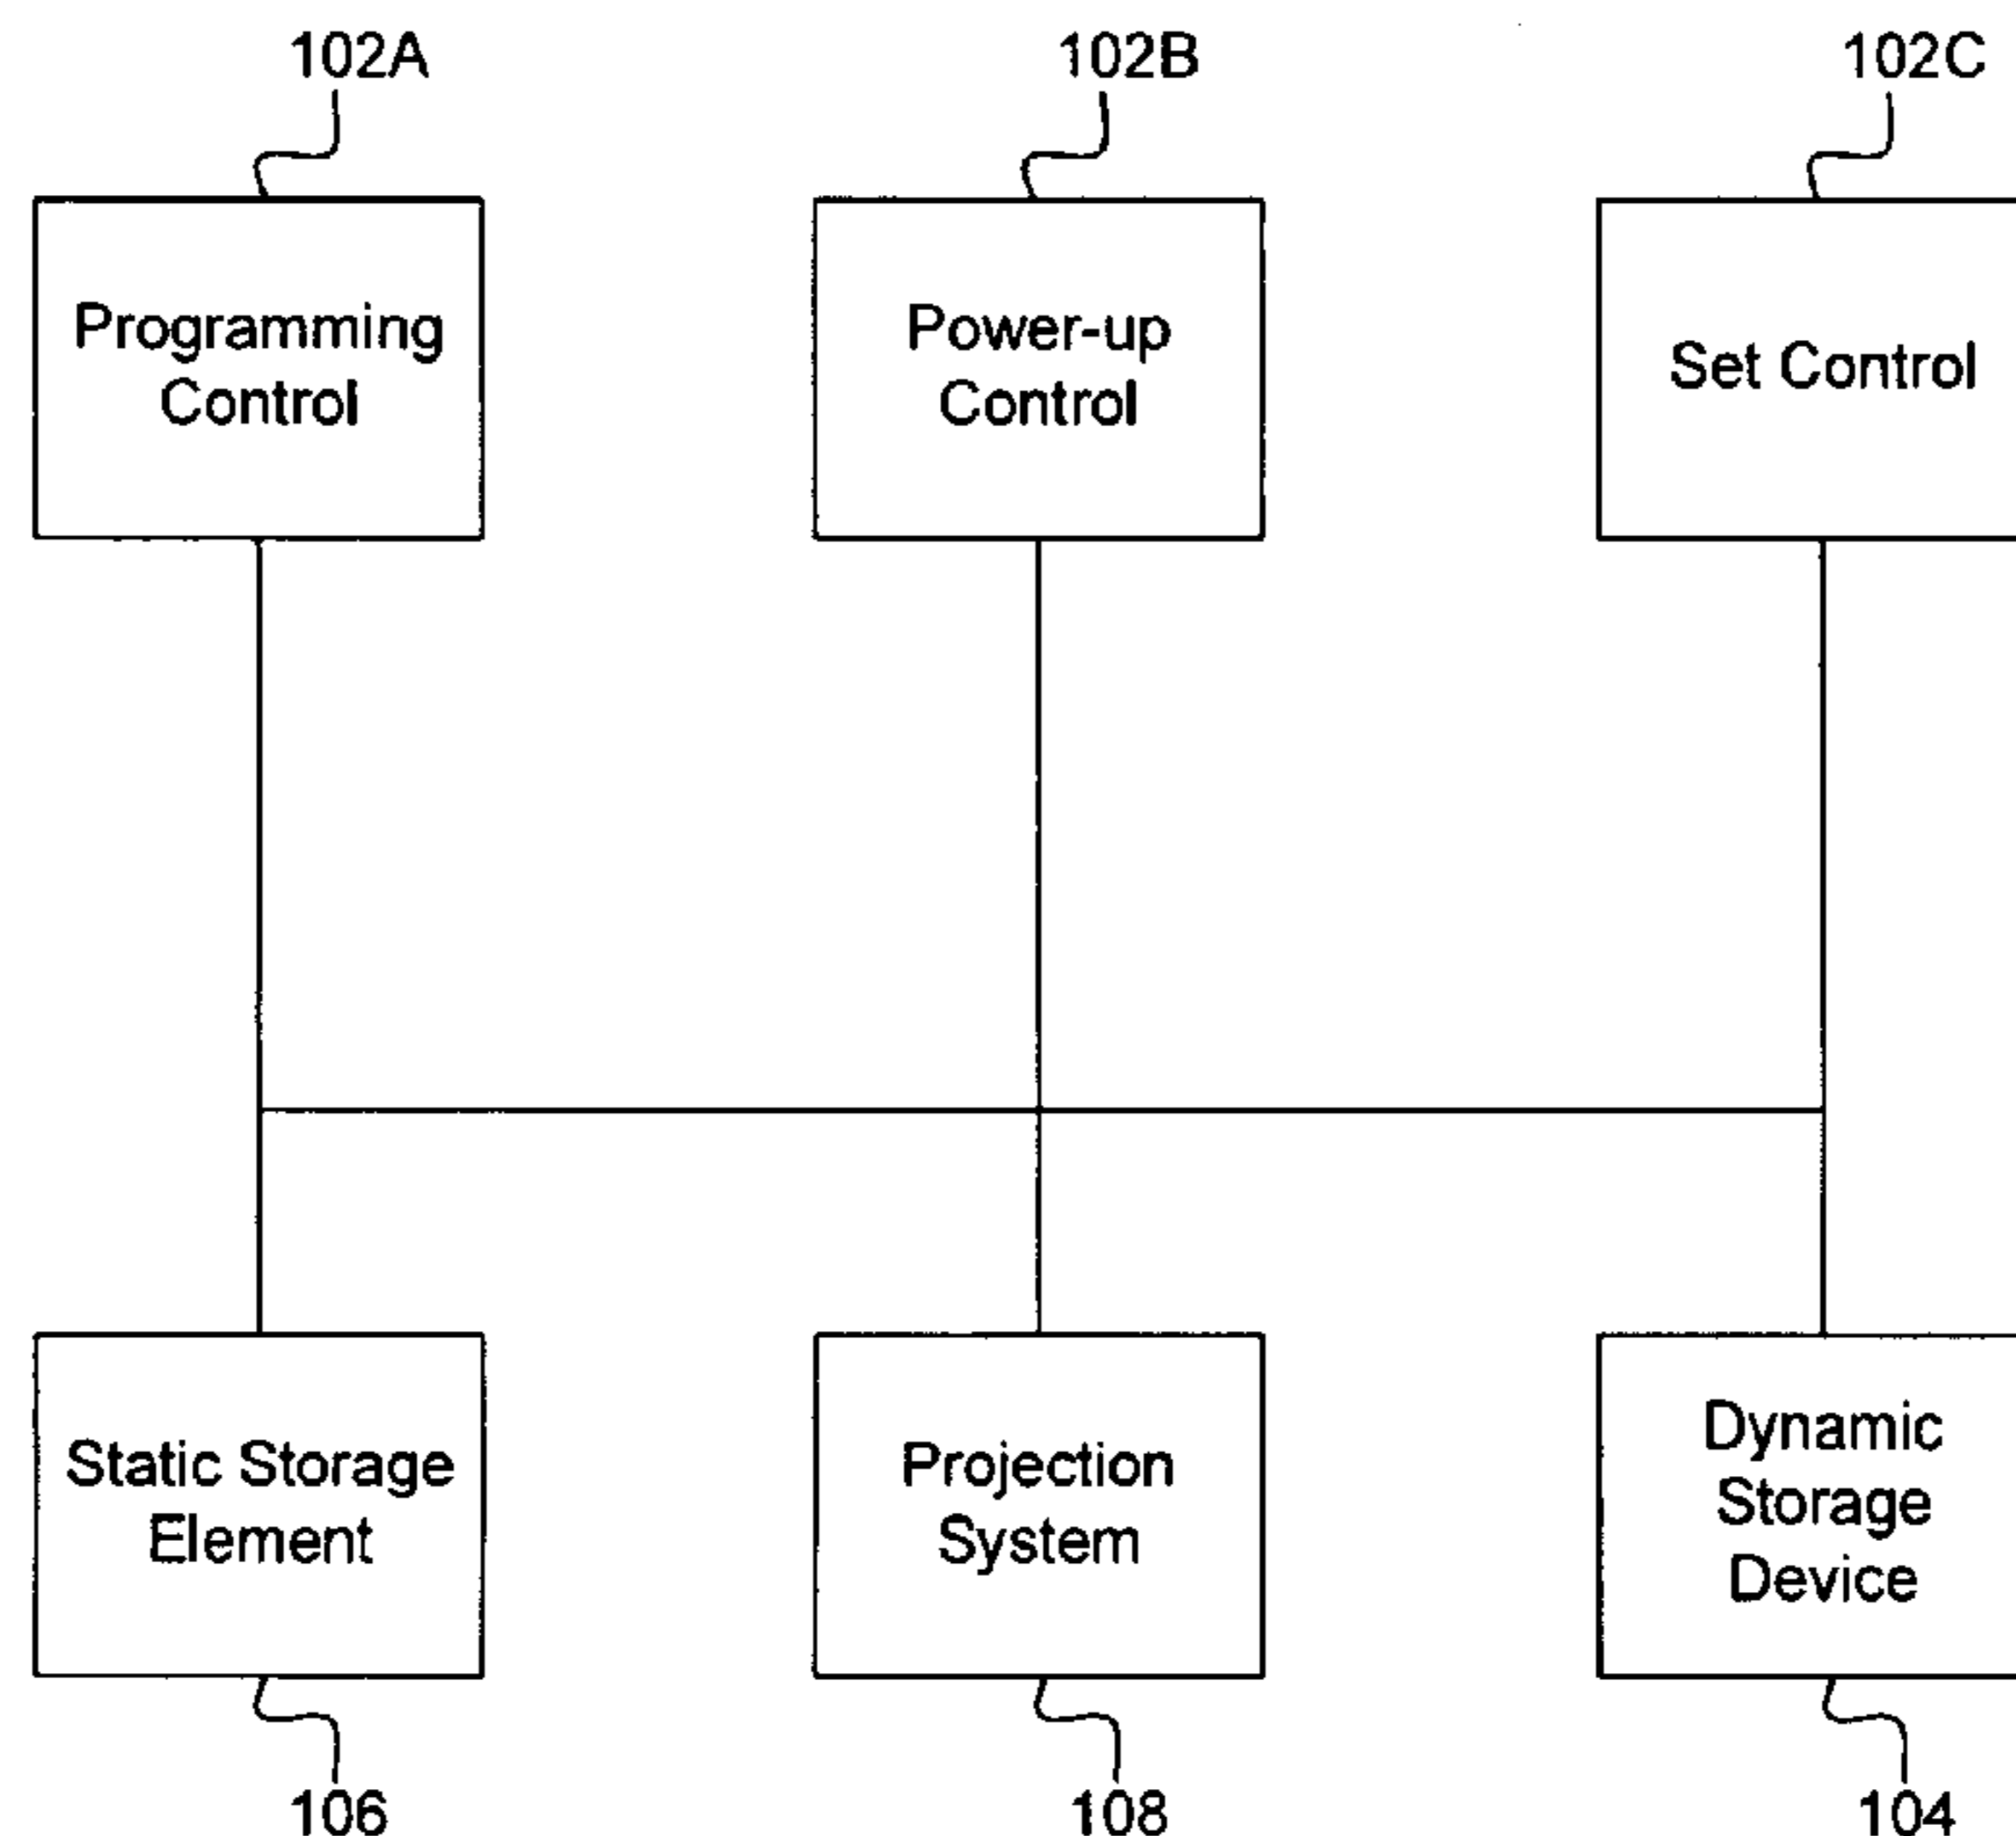 102A
102B
102C
Programming
Control
Power-up
Control
Set Control
Static Storage
Element
Projection
System
Dynamic
Storage
Device
106
108
104